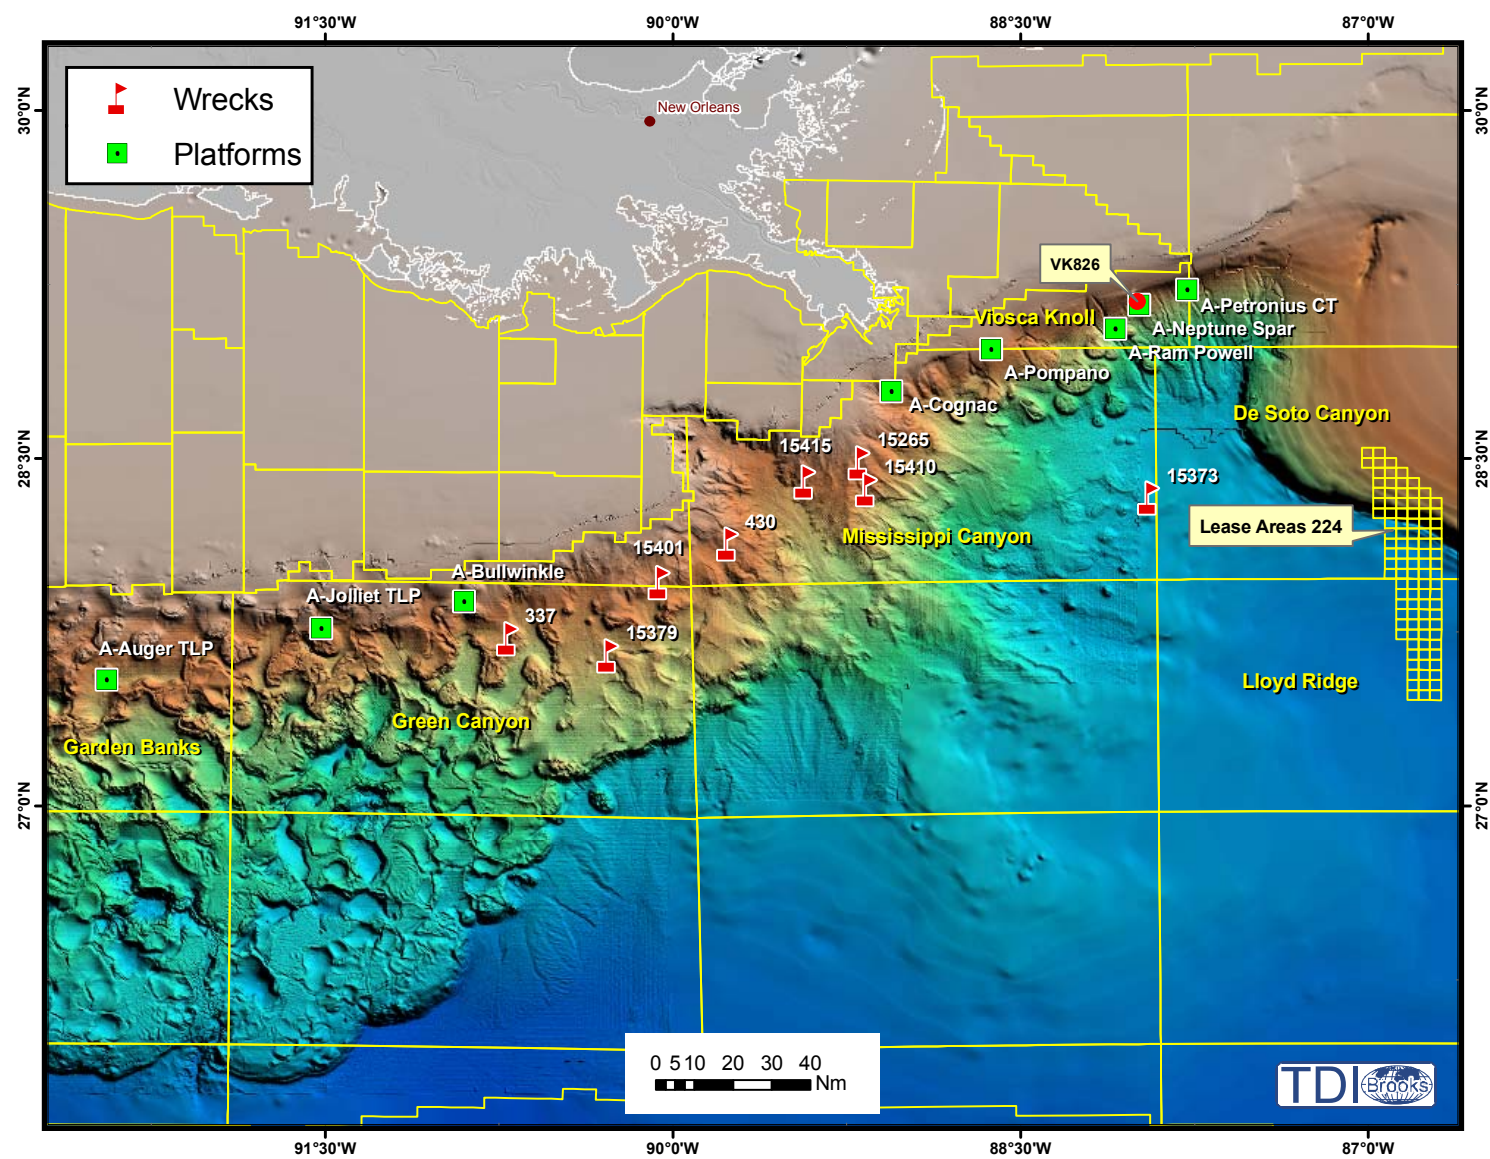 91°30'W 90°0'W 88°30'W 87°0'W
Wrecks
Platforms
New Orleans
30°0'N
30°0'N
VK826
A-Petronius CT
Viosca Knoll
A-Neptune Spar
A-Ram Powell
A-Pompano
A-Cognac
De Soto Canyon
15415
15265
15410
28°30'N
28°30'N
15373
430
Lease Areas 224
Mississippi Canyon
15401
A-Bullwinkle
A-Jolliet TLP
337
15379
A-Auger TLP
Lloyd Ridge
Green Canyon
Garden Banks
27°0'N
27°0'N
0 5 10 20 30 40
Nm
TDI Brooks
91°30'W 90°0'W 88°30'W 87°0'W